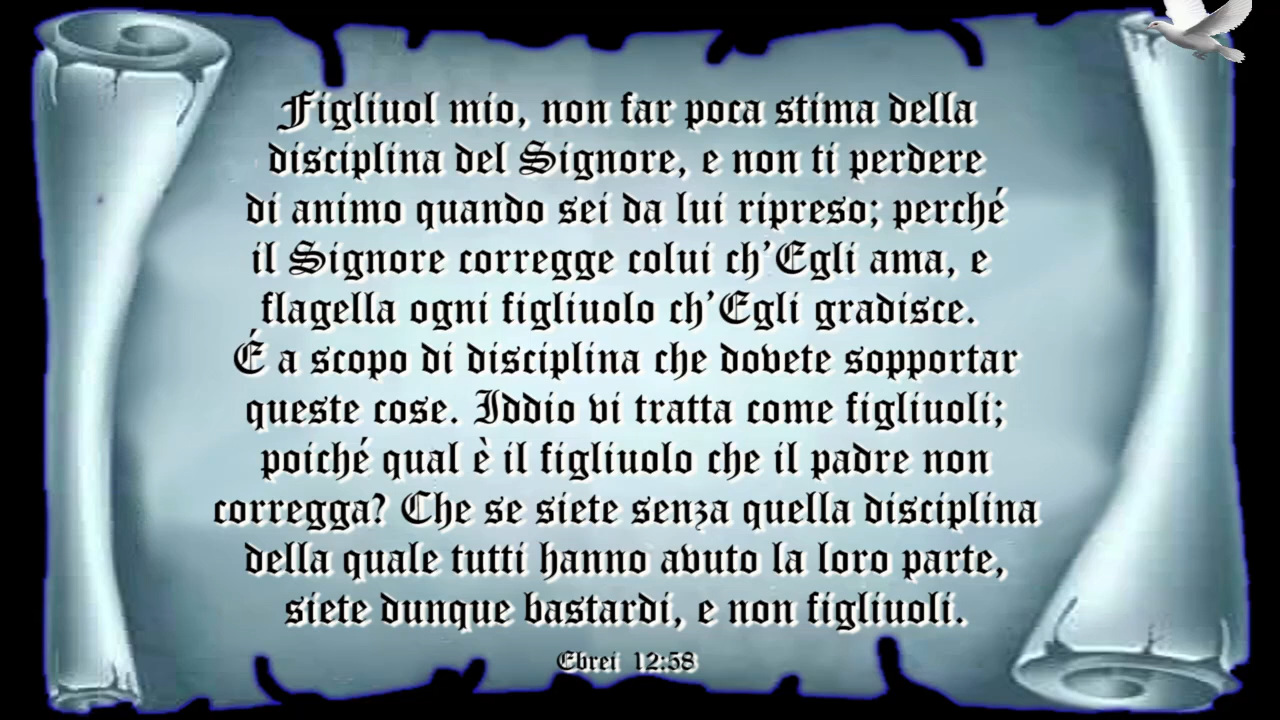 Figliuol mio, non far poca stima della
disciplina del Signore, e non ti perdere
di animo quando sei da lui ripreso; perché
il Signore corregge colui ch'Egli ama, e
flagella ogni figliuolo ch'Egli gradisce.
É a scopo di disciplina che dovete sopportar
queste cose. Iddio vi tratta come figliuoli;
poiché qual è il figliuolo che il padre non
corregga? Che se siete senza quella disciplina
della quale tutti hanno avuto la loro parte,
siete dunque bastardi, e non figliuoli.
Ebrei 12:58